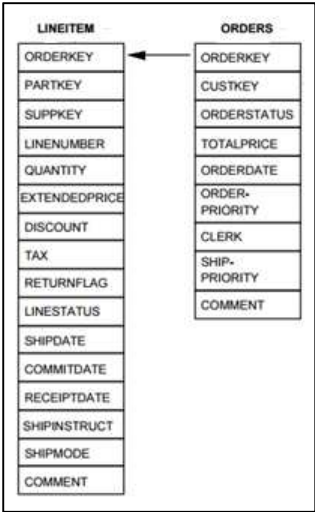 LINEITEM
ORDERKEY
PARTKEY
SUPPKEY
LINENUMBER
QUANTITY
EXTENDEDPRICE
DISCOUNT
TAX
RETURNFLAG
LINESTATUS
SHIPDATE
COMMITDATE
RECEIPTDATE
SHIPINSTRUCT
SHIPMODE
COMMENT
ORDERS
ORDERKEY
CUSTKEY
ORDERSTATUS
TOTALPRICE
ORDERDATE
ORDER-
PRIORITY
CLERK
SHIP-
PRIORITY
COMMENT